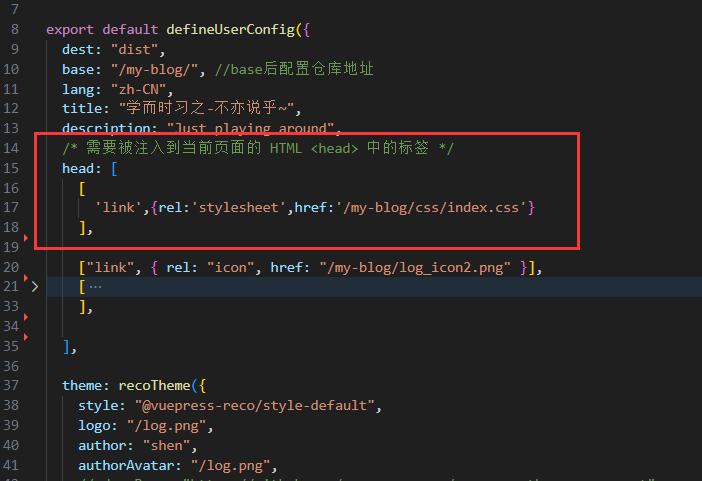 7
8 export default defineUserConfig({
9 dest: "dist",
10 base: "/my-blog/", //base后配置仓库地址
11 lang: "zh-CN",
12 title: "学而时习之-不亦说乎~",
13 description: "Just playing around",
14 /* 需要被注入到当前页面的 HTML <head> 中的标签 */
15 head: [
16 [
17 'link',{rel:'stylesheet',href:'/my-blog/css/index.css'}
18 ],
19
20 ["link", { rel: "icon", href: "/my-blog/log_icon2.png" }],
21 [ ···
33 ],
34
35 ],
36
37 theme: recoTheme({
38 style: "@vuepress-reco/style-default",
39 logo: "/log.png",
40 author: "shen",
41 authorAvatar: "/log.png",